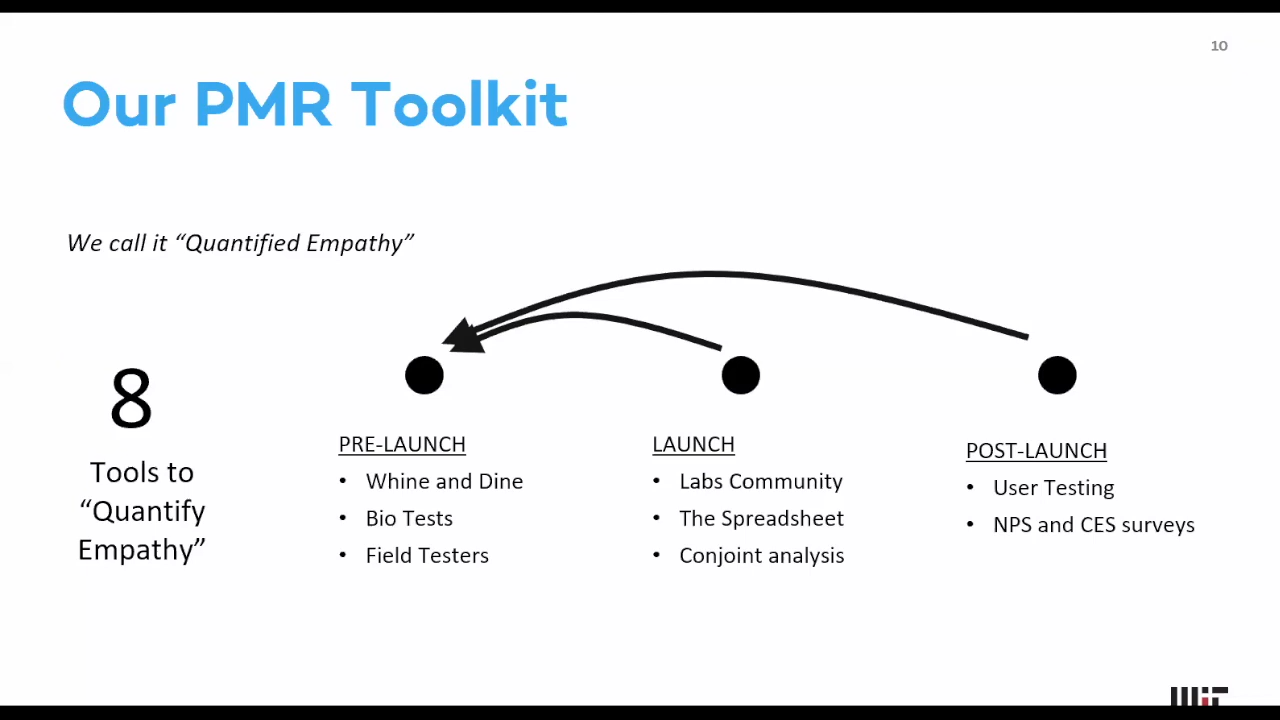 10
Our PMR Toolkit
We call it “Quantified Empathy”
8
Tools to
“Quantify
Empathy”
PRE-LAUNCH
• Whine and Dine
• Bio Tests
• Field Testers
LAUNCH
• Labs Community
• The Spreadsheet
• Conjoint analysis
POST-LAUNCH
• User Testing
• NPS and CES surveys
MIT